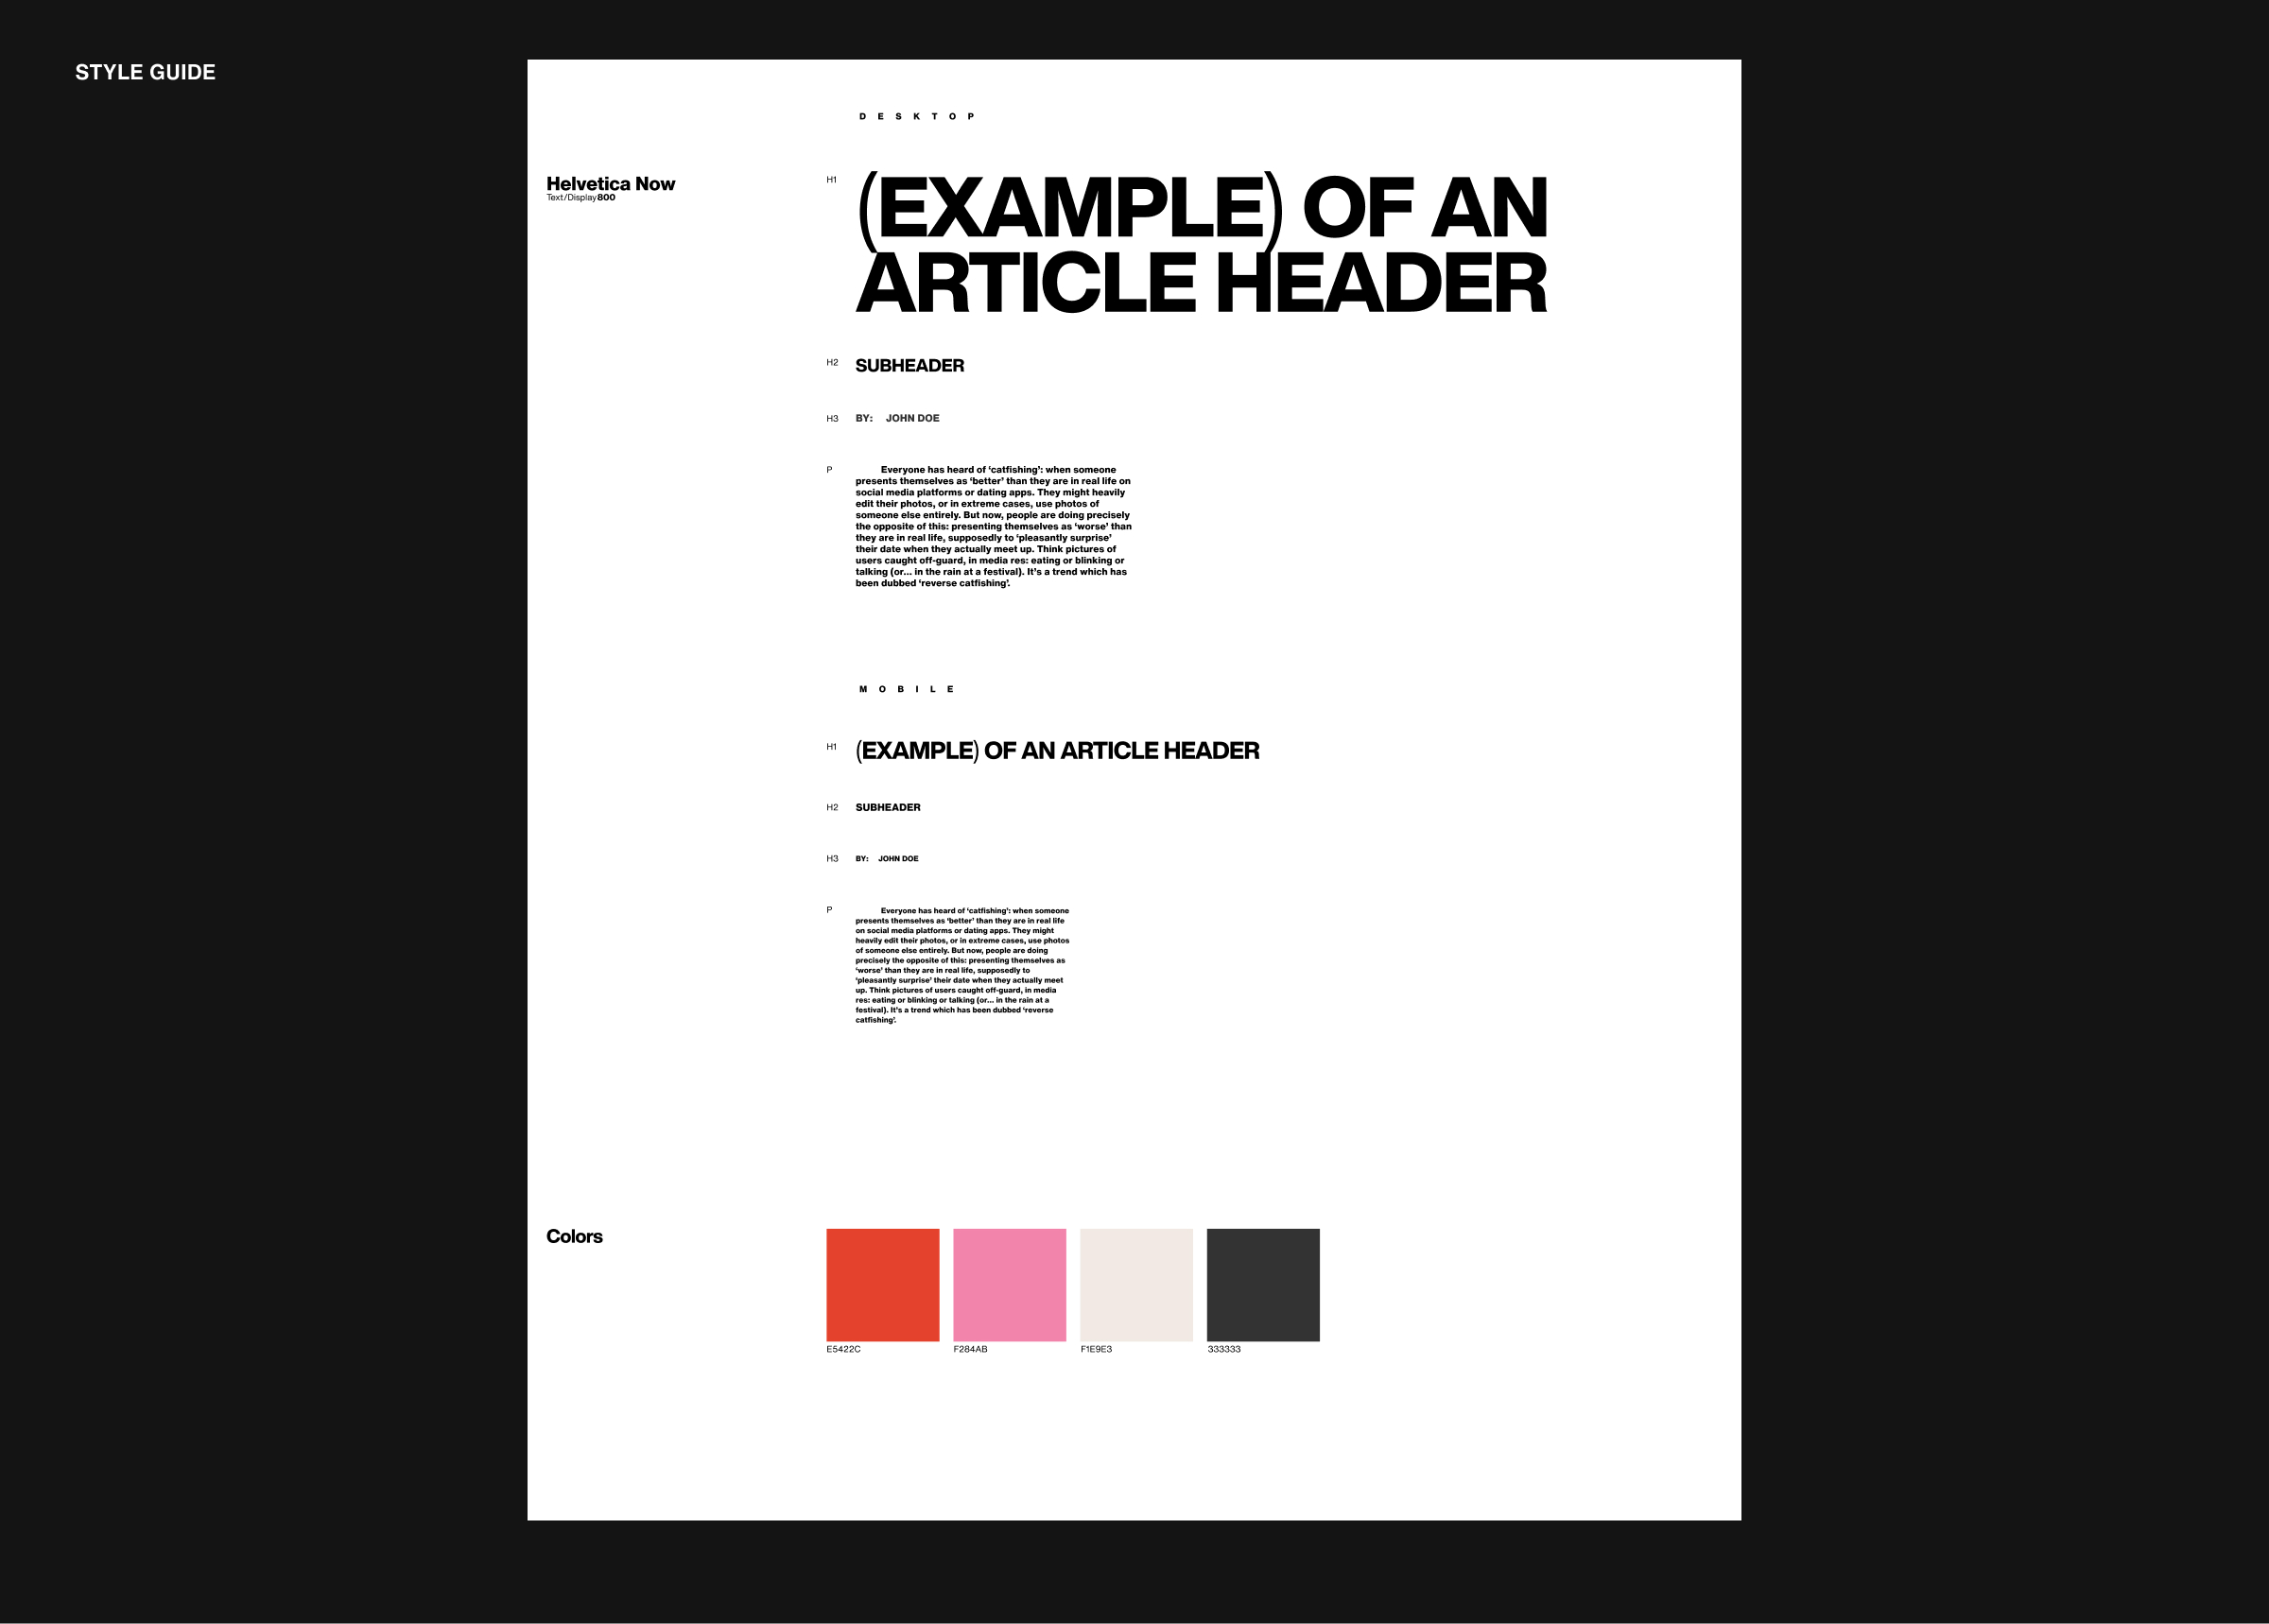 STYLE GUIDE
DESKTOP
Helvetica Now
Text/Display800
H1
(EXAMPLE) OF AN
ARTICLE HEADER
H2 SUBHEADER
H3 BY: JOHN DOE
P
Everyone has heard of ‘catfishing’: when someone
presents themselves as ‘better’ than they are in real life on
social media platforms or dating apps. They might heavily
edit their photos, or in extreme cases, use photos of
someone else entirely. But now, people are doing precisely
the opposite of this: presenting themselves as ‘worse’ than
they are in real life, supposedly to ‘pleasantly surprise’
their date when they actually meet up. Think pictures of
users caught off-guard, in media res: eating or blinking or
talking (or... in the rain at a festival). It’s a trend which has
been dubbed ‘reverse catfishing’.
MOBILE
H1 (EXAMPLE) OF AN ARTICLE HEADER
H2 SUBHEADER
H3 BY: JOHN DOE
P
Everyone has heard of ‘catfishing’: when someone
presents themselves as ‘better’ than they are in real life
on social media platforms or dating apps. They might
heavily edit their photos, or in extreme cases, use photos
of someone else entirely. But now, people are doing
precisely the opposite of this: presenting themselves as
‘worse’ than they are in real life, supposedly to
‘pleasantly surprise’ their date when they actually meet
up. Think pictures of users caught off-guard, in media
res: eating or blinking or talking (or... in the rain at a
festival). It’s a trend which has been dubbed ‘reverse
catfishing’.
Colors
E5422C F284AB F1E9E3 333333